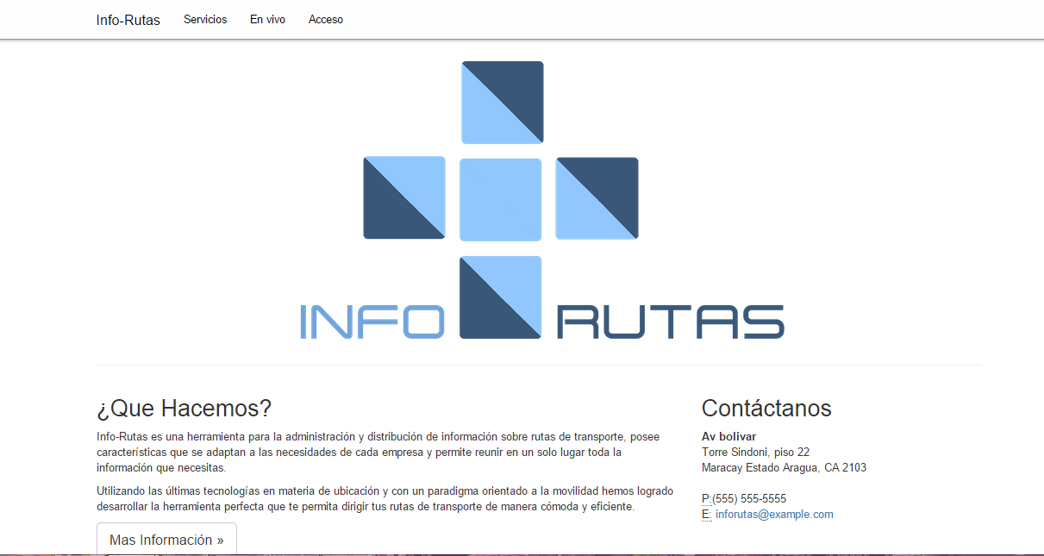 Info-Rutas Servicios En vivo Acceso
INFO RUTAS
¿Que Hacemos?
Info-Rutas es una herramienta para la administración y distribución de información sobre rutas de transporte, posee
características que se adaptan a las necesidades de cada empresa y permite reunir en un solo lugar toda la
información que necesitas.
Utilizando las últimas tecnologías en materia de ubicación y con un paradigma orientado a la movilidad hemos logrado
desarrollar la herramienta perfecta que te permita dirigir tus rutas de transporte de manera cómoda y eficiente.
Mas Información »
Contáctanos
Av bolivar
Torre Sindoni, piso 22
Maracay Estado Aragua, CA 2103
P:(555) 555-5555
E: inforutas@example.com